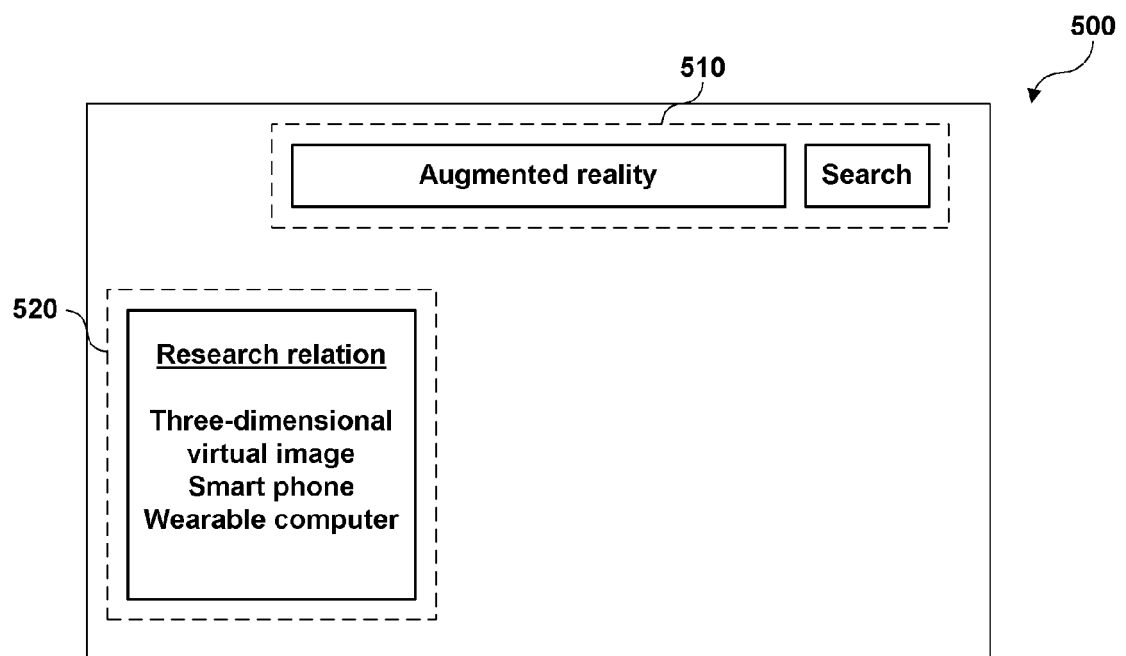 500
510
Augmented reality
Search
520
Research relation
Three-dimensional
virtual image
Smart phone
Wearable computer